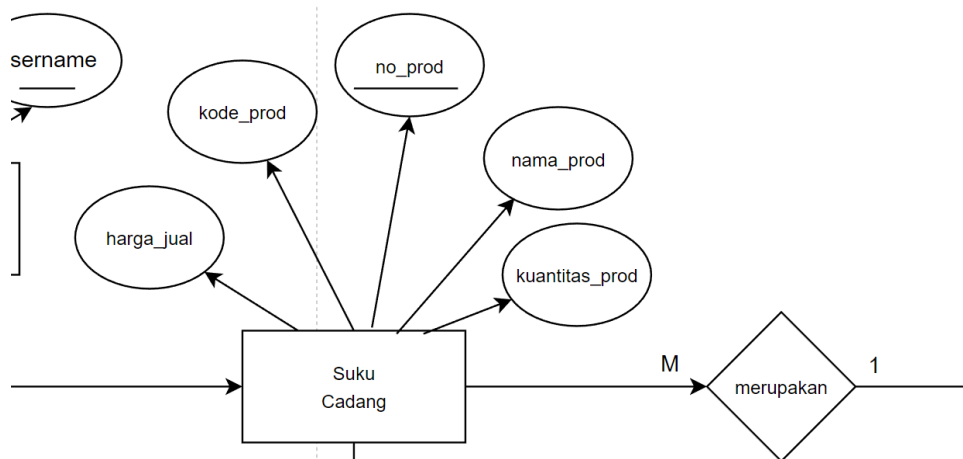 sername
no_prod
kode_prod
nama_prod
harga_jual
kuantitas_prod
Suku
Cadang
M
merupakan
1